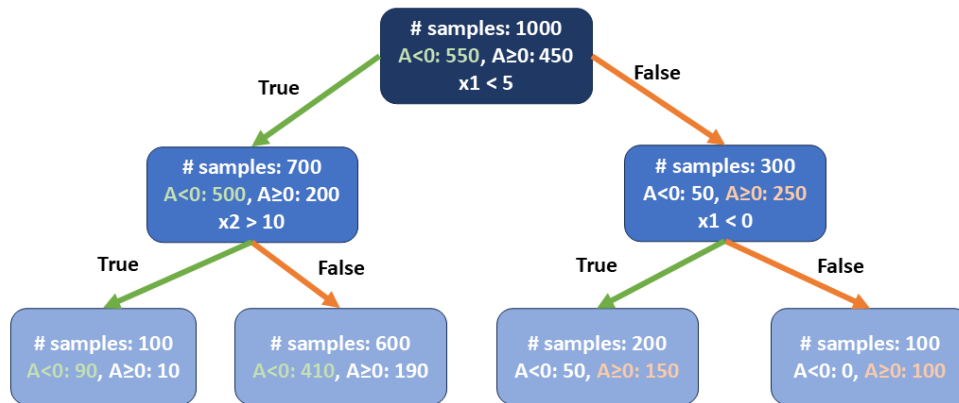 # samples: 1000
A<0: 550, A≥0: 450
x1 < 5
True
False
# samples: 700
A<0: 500, A≥0: 200
x2 > 10
# samples: 300
A<0: 50, A≥0: 250
x1 < 0
True
False
True
False
# samples: 100
A<0: 90, A≥0: 10
# samples: 600
A<0: 410, A≥0: 190
# samples: 200
A<0: 50, A≥0: 150
# samples: 100
A<0: 0, A≥0: 100